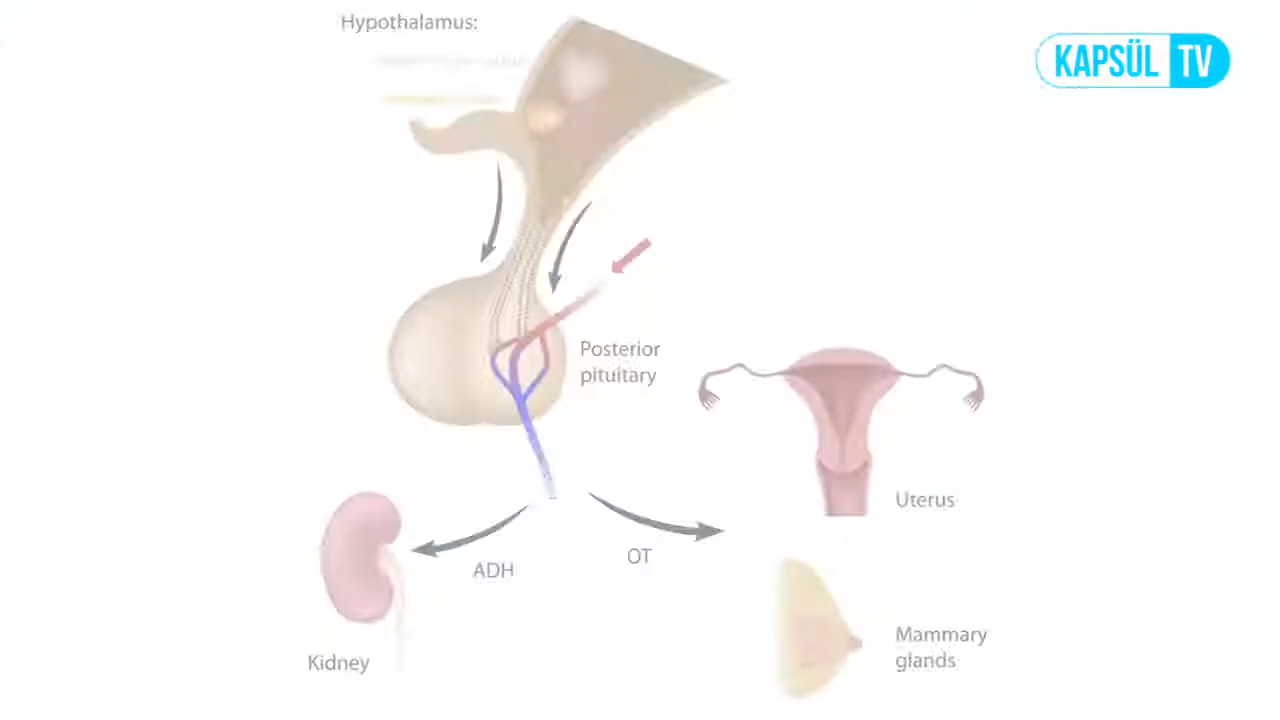 Hypothalamus:
KAPSÜL TV
Posterior
pituitary
Uterus
ADH
OT
Mammary
glands
Kidney